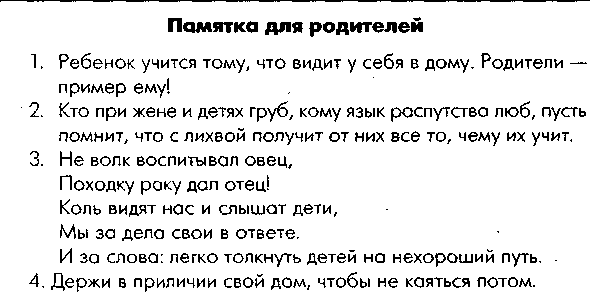 Памятка для родителей
1. Ребенок учится тому, что видит у себя в дому. Родители —
пример ему!
2. Кто при жене и детях груб, кому язык распутства люб, пусть
помнит, что с лихвой получит от них все то, чему их учит.
3. Не волк воспитывал овец,
Походку раку дал отец!
Коль видят нас и слышат дети,
Мы за дела свои в ответе.
И за слова: легко толкнуть детей на нехороший путь.
4. Держи в приличии свой дом, чтобы не каяться потом.